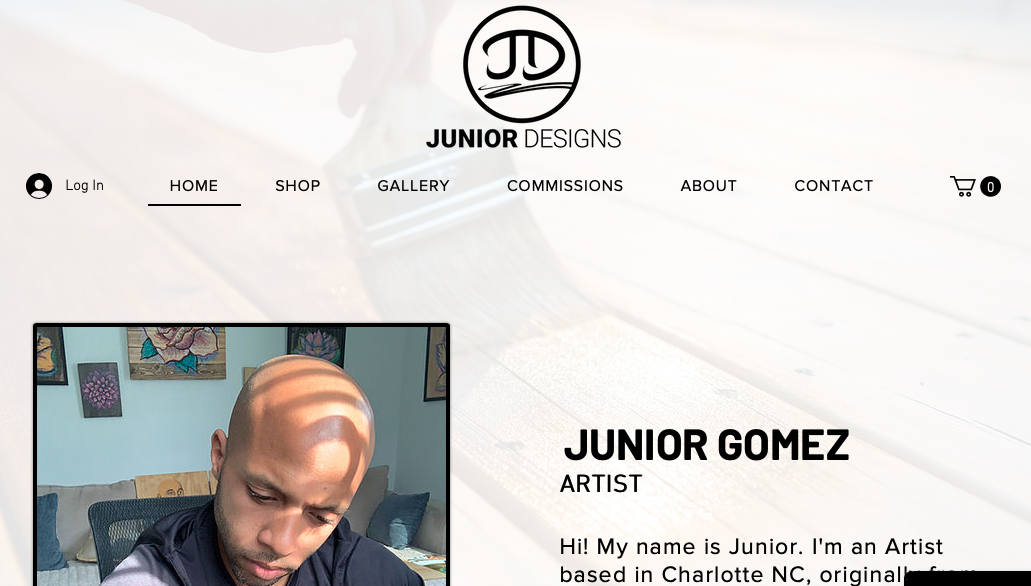 JD
JUNIOR DESIGNS
Log In
HOME
SHOP
GALLERY
COMMISSIONS
ABOUT
CONTACT
0
JUNIOR GOMEZ
ARTIST
Hi! My name is Junior. I'm an Artist
based in Charlotte NC, originally from